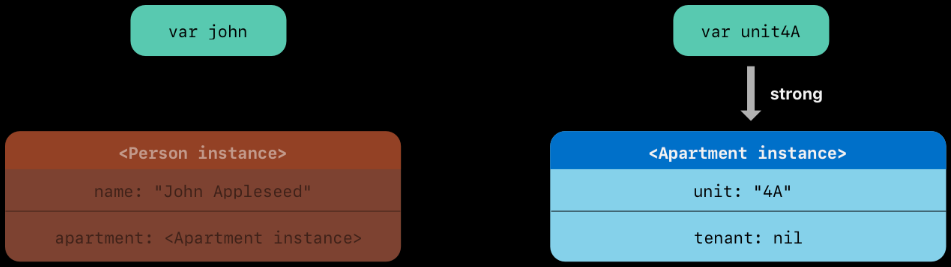 var john
var unit4A
strong
<Person instance>
name: "John Appleseed"
apartment: <Apartment instance>
<Apartment instance>
unit: "4A"
tenant: nil